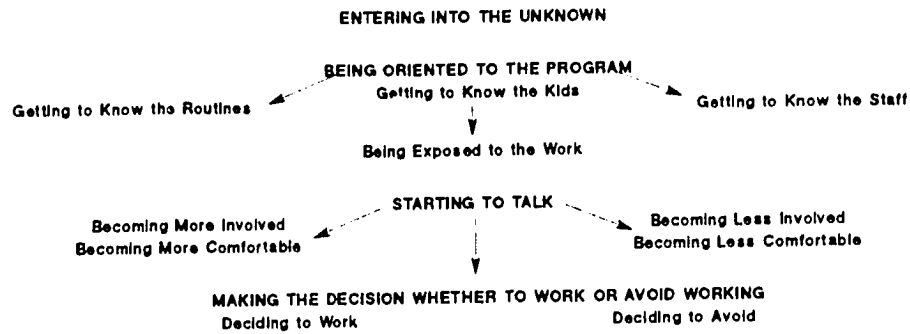 ENTERING INTO THE UNKNOWN
BEING ORIENTED TO THE PROGRAM
Getting to Know the Routines
Getting to Know the Kids
Getting to Know the Staff
Being Exposed to the Work
STARTING TO TALK
Becoming More Involved
Becoming More Comfortable
Becoming Less Involved
Becoming Less Comfortable
MAKING THE DECISION WHETHER TO WORK OR AVOID WORKING
Deciding to Work
Deciding to Avoid